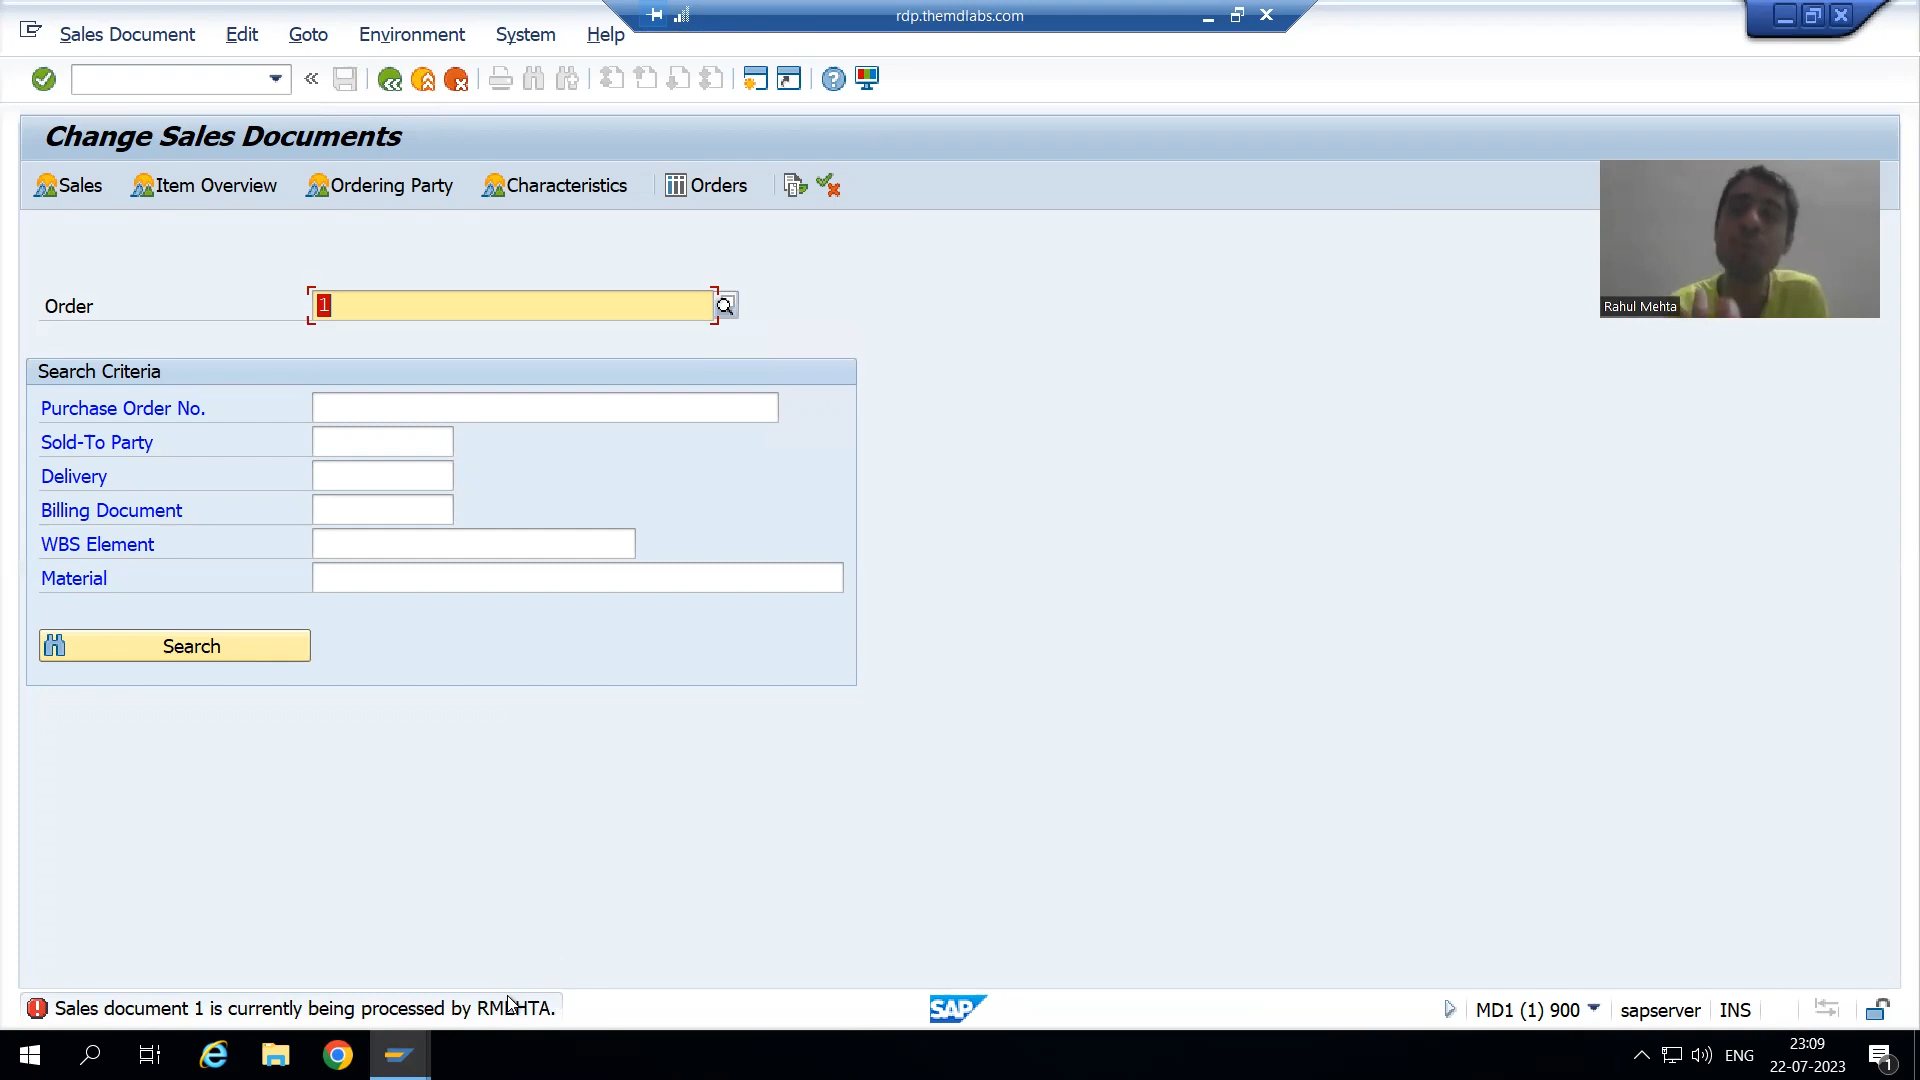 rdp.themdlabs.com
Sales Document Edit Goto Environment System Help
Change Sales Documents
Sales Item Overview Ordering Party Characteristics Orders
Rahul Mehta
Order 1
Search Criteria
Purchase Order No.
Sold-To Party
Delivery
Billing Document
WBS Element
Material
Search
Sales document 1 is currently being processed by RMEHTA.
SAP
MD1 (1) 900 sapserver INS
ENG
23:09
22-07-2023
1